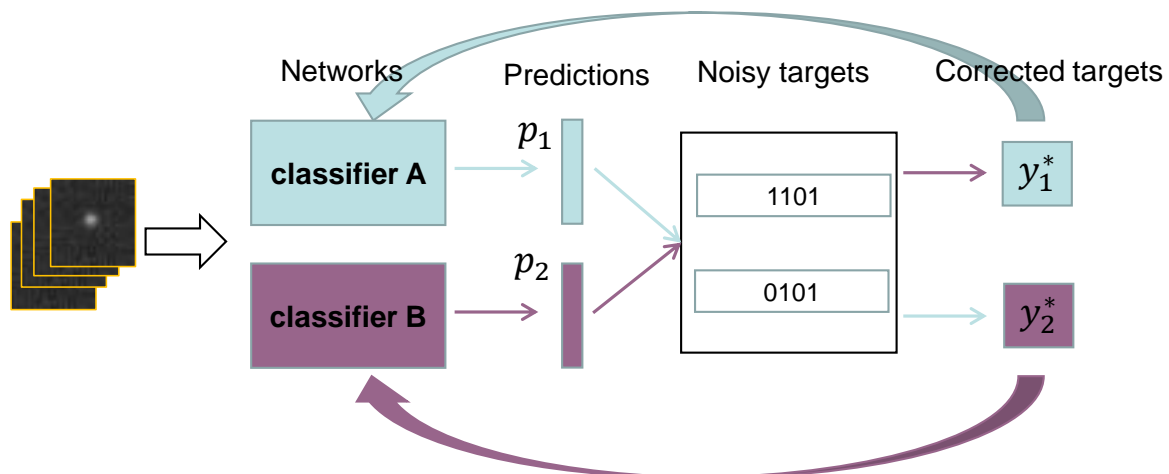 Networks
Predictions
Noisy targets
Corrected targets
classifier A
p₁
1101
y₁*
classifier B
p₂
0101
y₂*